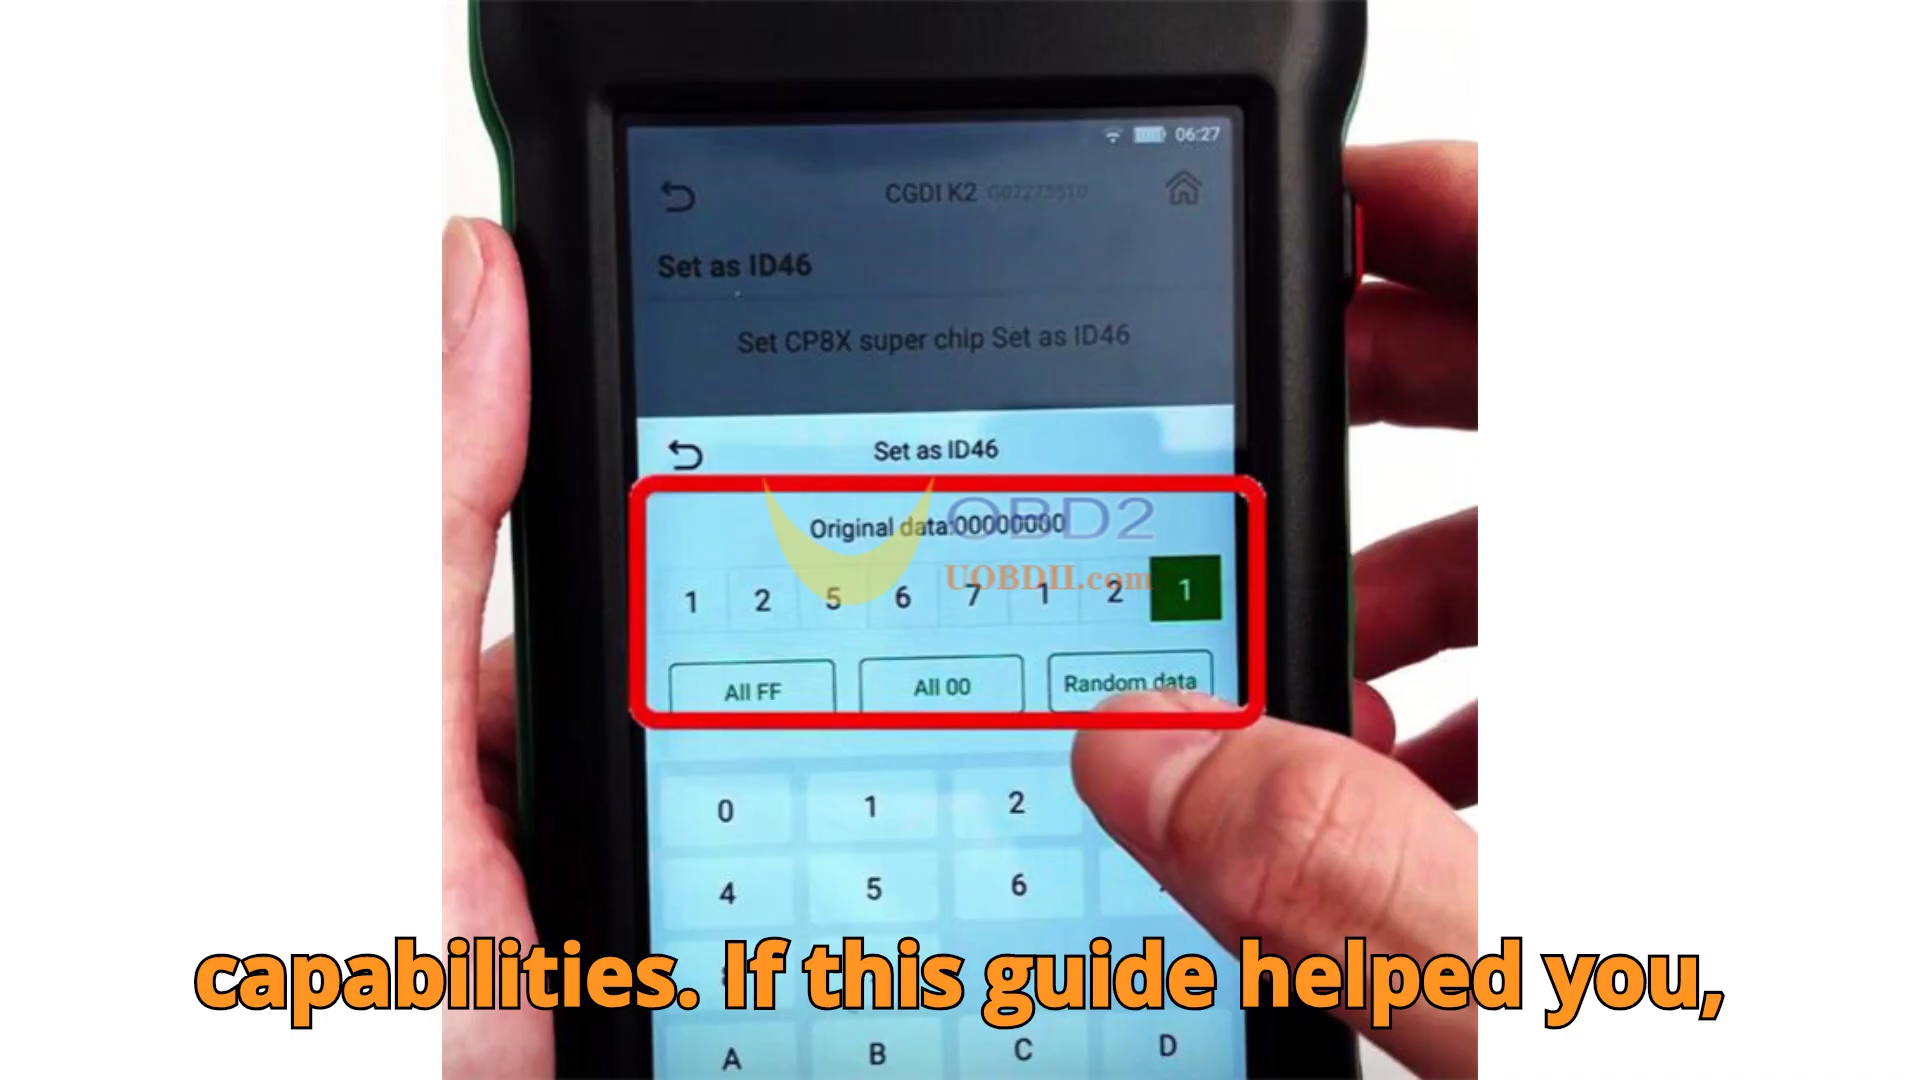 06:27
CGDI K2 G07275510
Set as ID46
Set CP8X super chip Set as ID46
Set as ID46
Original data:00000000
OBD2
UOBDII.com
1 2 5 6 7 1 2 1
All FF All 00 Random data
0 1 2
4 5 6
capabilities. If this guide helped you,
A B C D